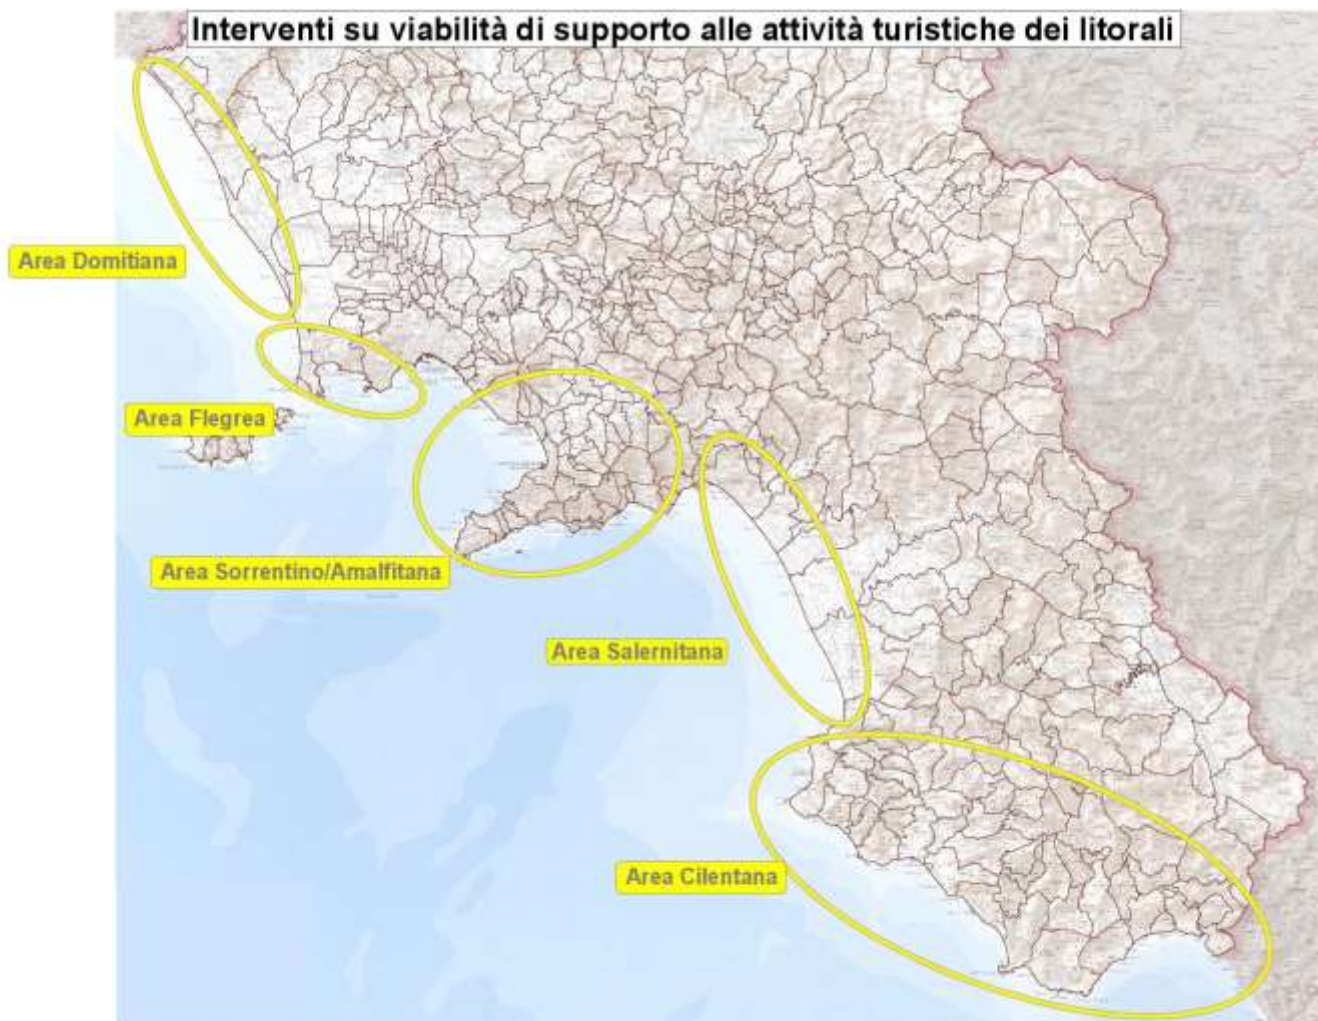 Interventi su viabilità di supporto alle attività turistiche dei litorali
Area Domitiana
Area Flegrea
Area Sorrentino/Amalfitana
Area Salernitana
Area Cilentana